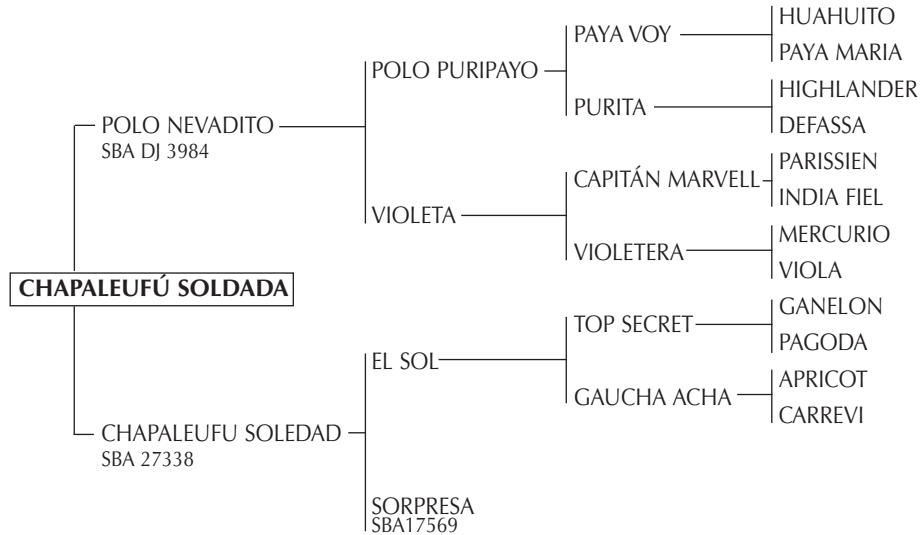 HUAHUITO
PAYA VOY
PAYA MARIA
POLO PURIPAYO
HIGHLANDER
PURITA
DEFASSA
POLO NEVADITO
SBA DJ 3984
PARISSIEN
CAPITÁN MARVELL
INDIA FIEL
VIOLETA
MERCURIO
VIOLETERA
VIOLA
CHAPALEUFÚ SOLDADA
GANELON
TOP SECRET
PAGODA
EL SOL
APRICOT
GAUCHA ACHA
CARREVI
CHAPALEUFU SOLEDAD
SBA 27338
SORPRESA
SBA17569